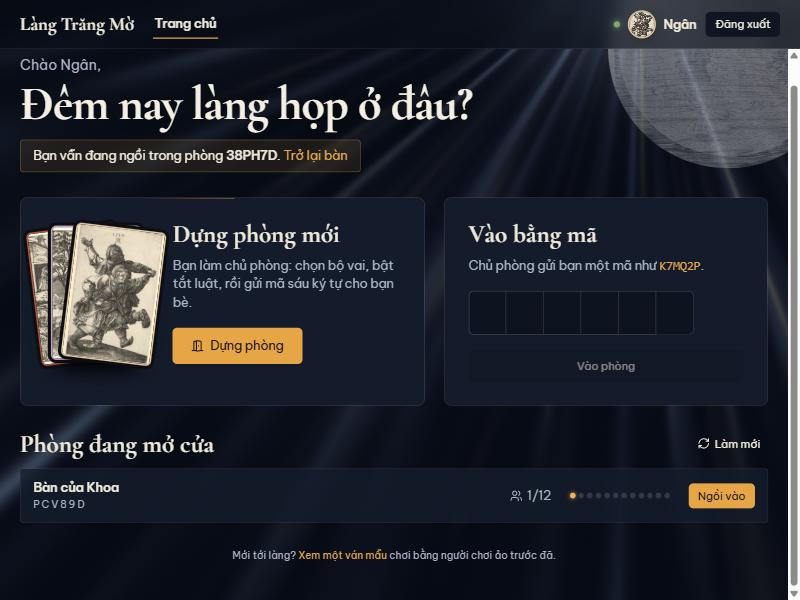 Làng Trăng Mờ
Trang chủ
Ngân
Đăng xuất
Chào Ngân,
Đêm nay làng họp ở đâu?
Bạn vẫn đang ngồi trong phòng 38PH7D. Trở lại bàn
Dựng phòng mới
Bạn làm chủ phòng: chọn bộ vai, bật
tắt luật, rồi gửi mã sáu ký tự cho bạn
bè.
Dựng phòng
Vào bằng mã
Chủ phòng gửi bạn một mã như K7MQ2P.
Vào phòng
Phòng đang mở cửa
Làm mới
Bàn của Khoa
PCV89D
1/12
Ngồi vào
Mới tới làng? Xem một ván mẫu chơi bằng người chơi ảo trước đã.